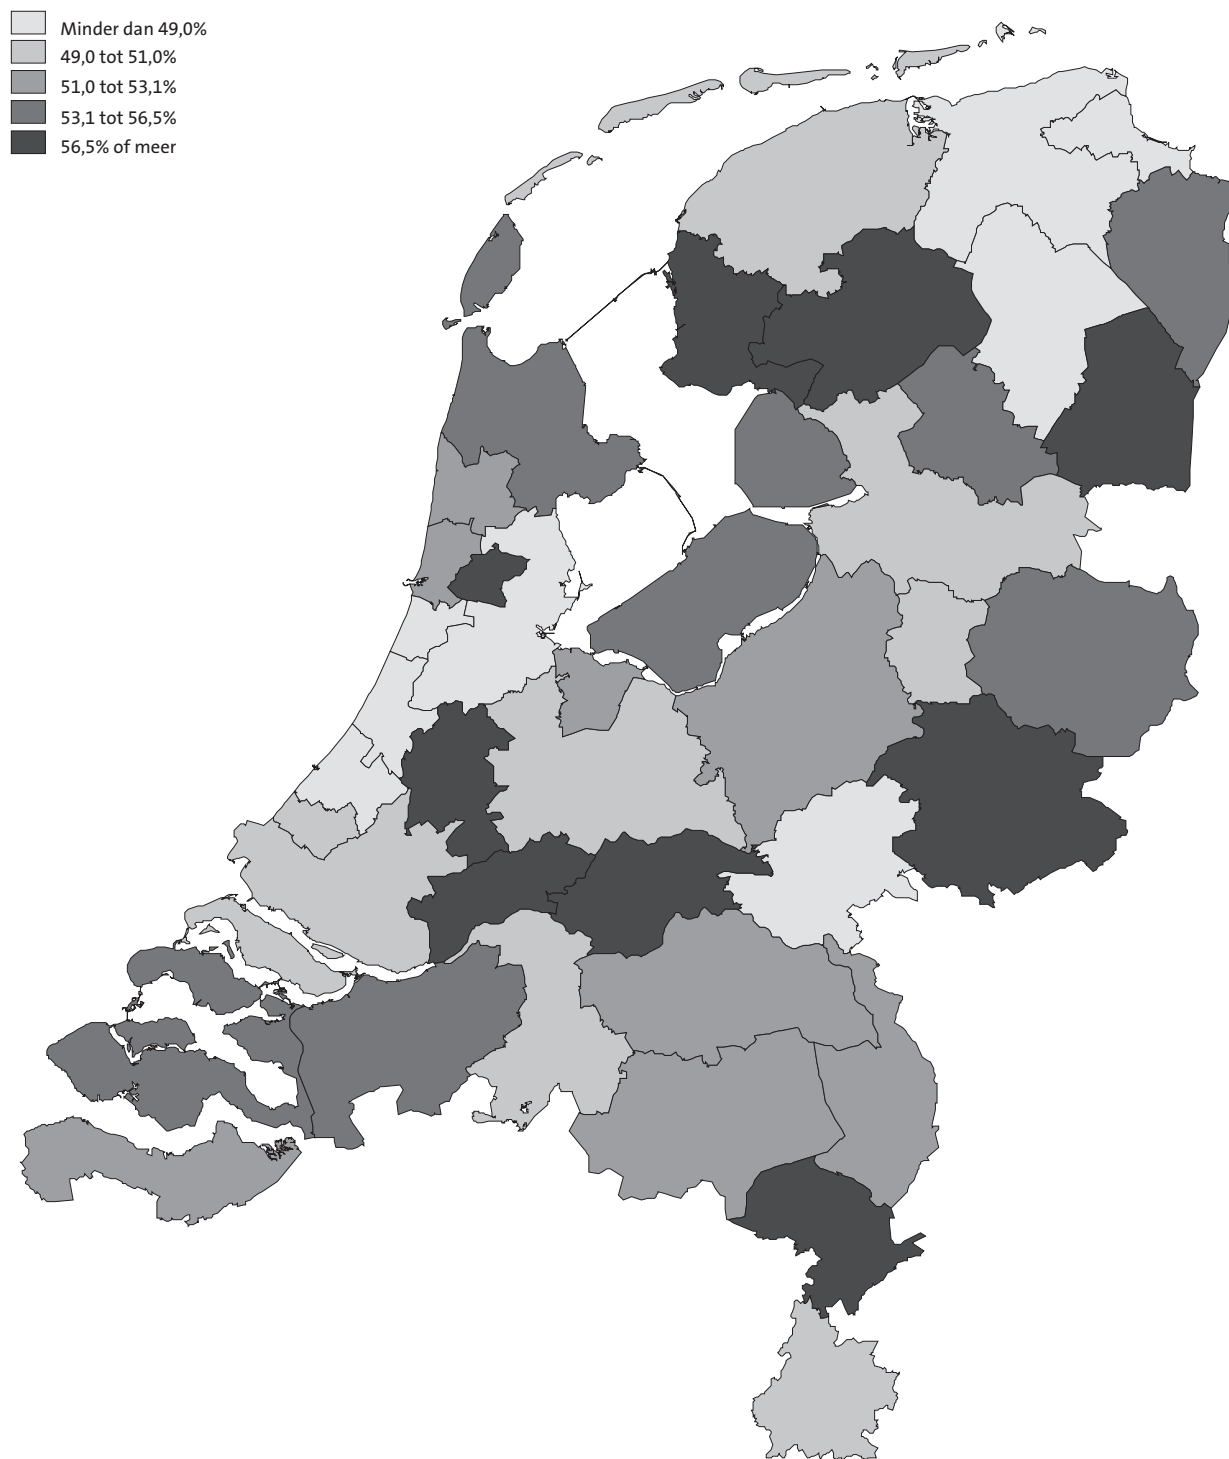 Minder dan 49,0%
49,0 tot 51,0%
51,0 tot 53,1%
53,1 tot 56,5%
56,5% of meer